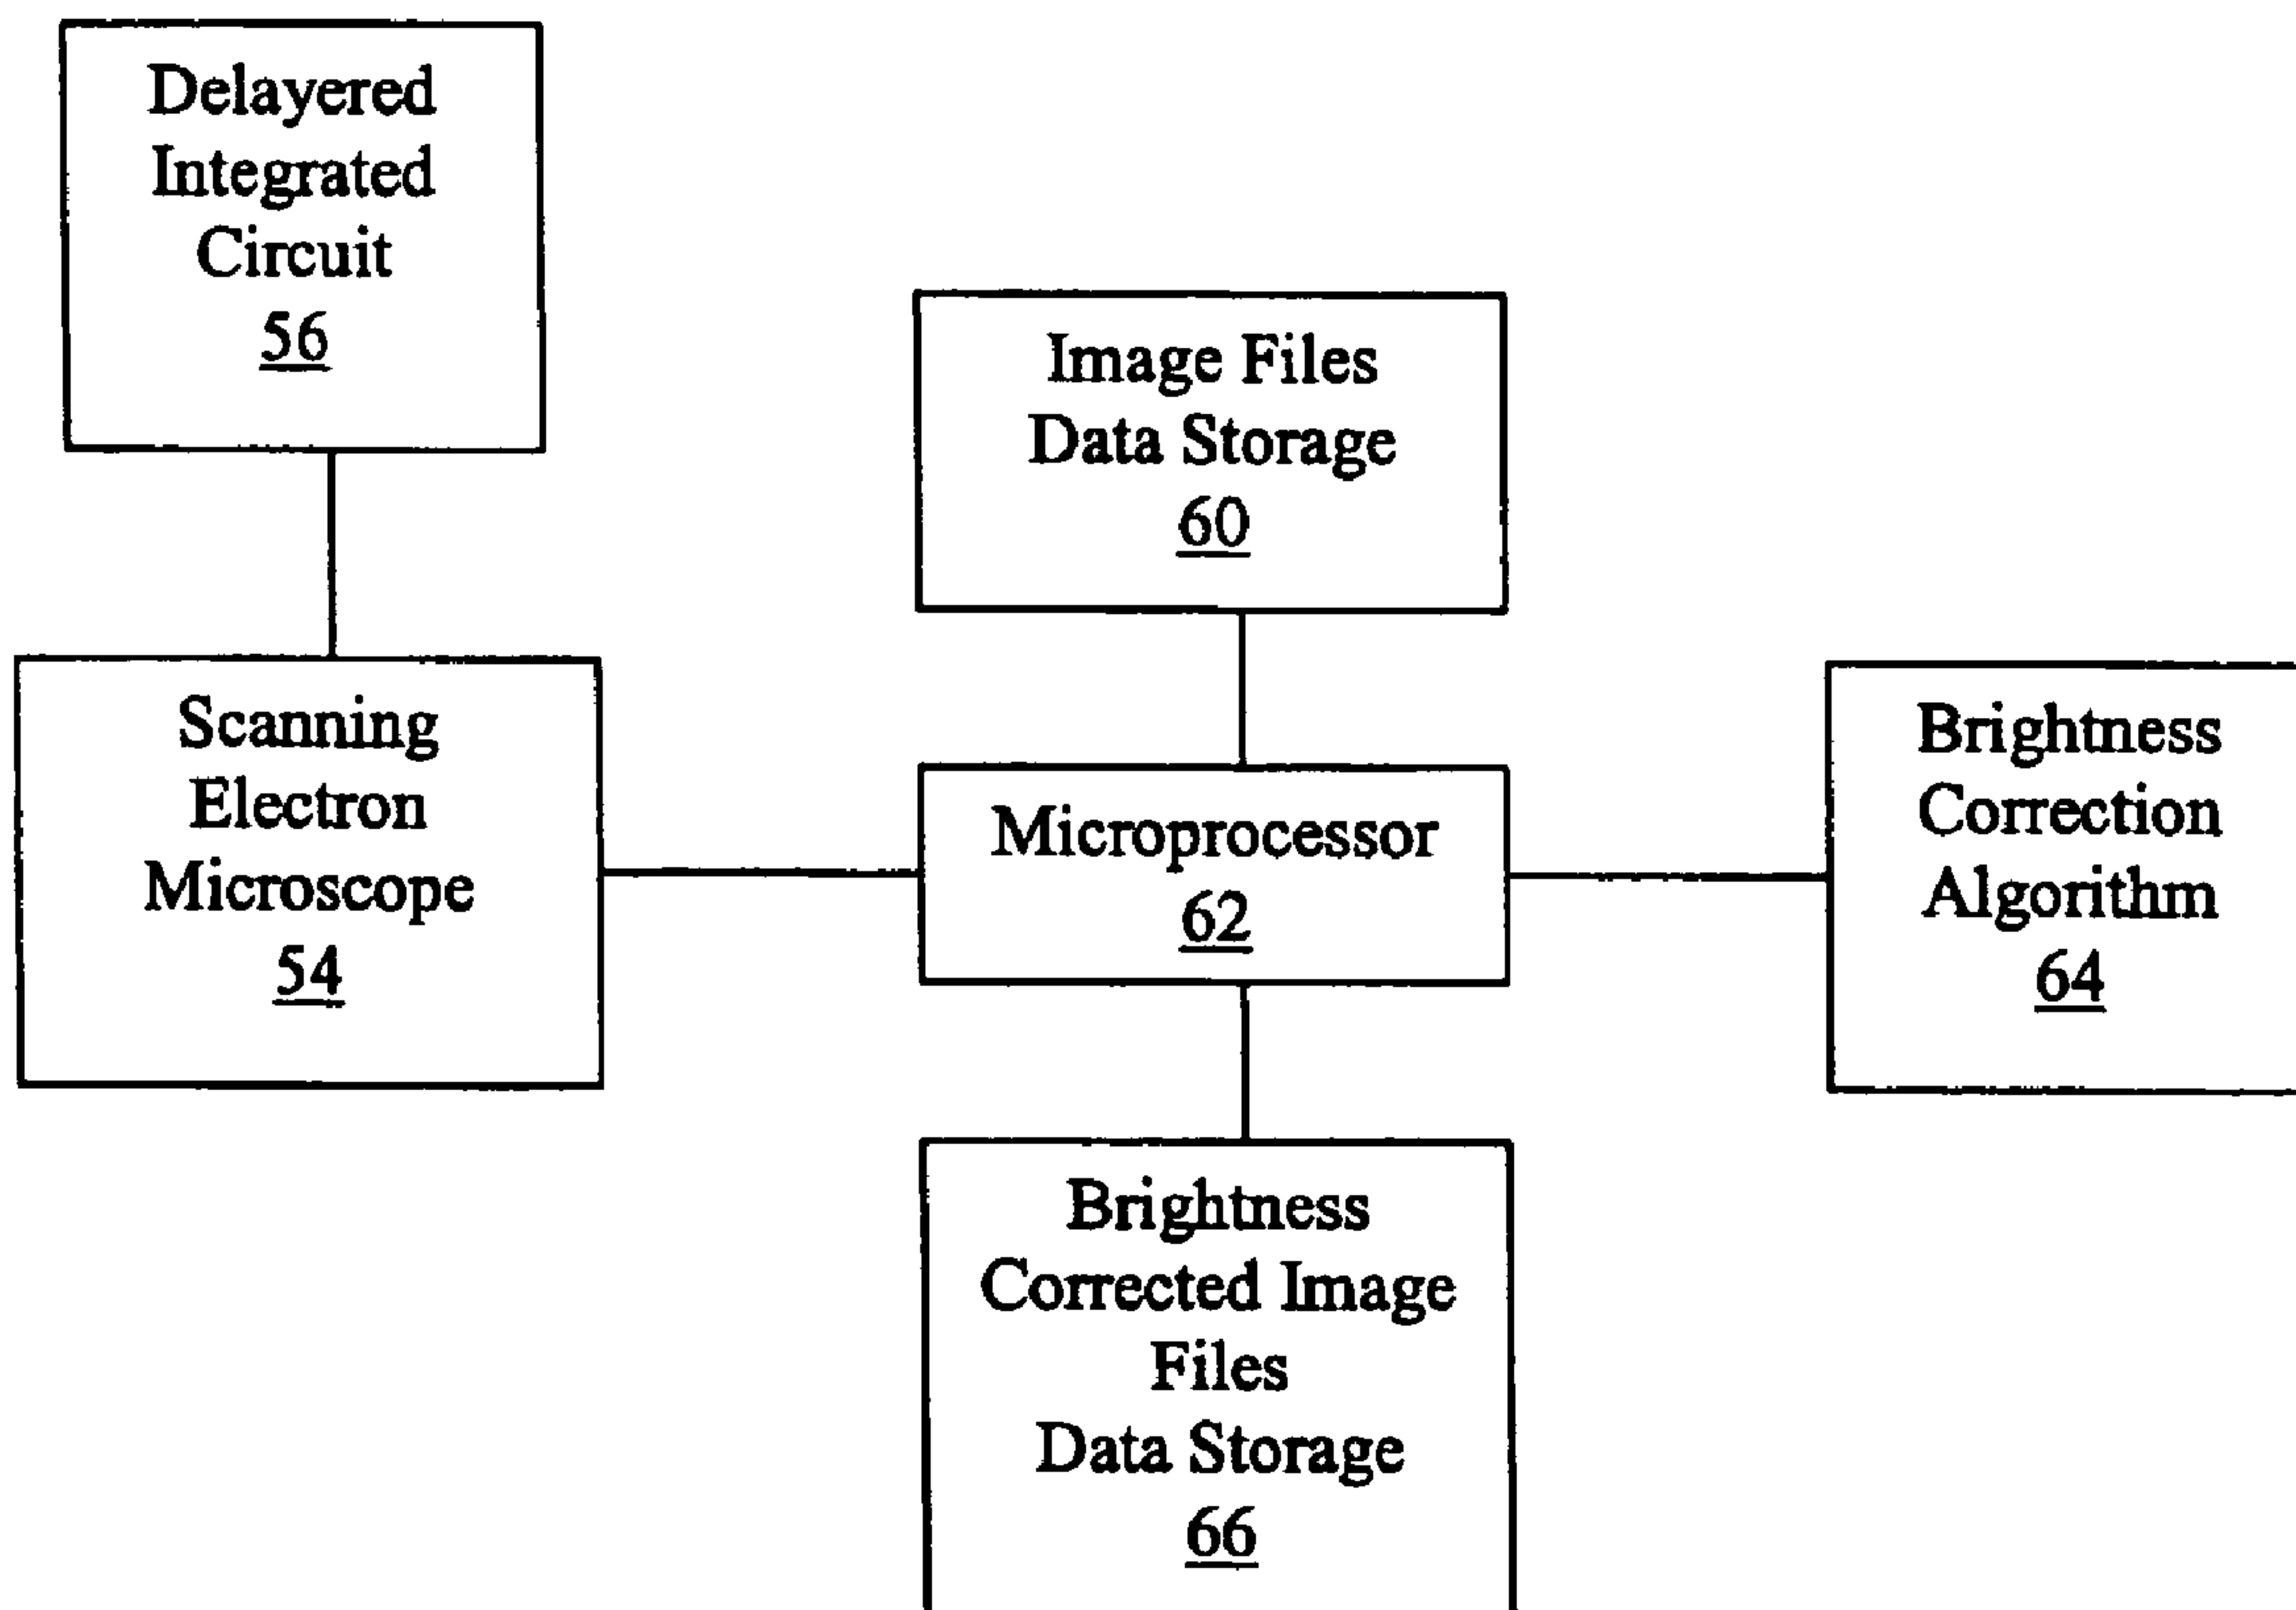 Delayered
Integrated
Circuit
56
Image Files
Data Storage
60
Scanning
Electron
Microscope
54
Microprocessor
62
Brightness
Correction
Algorithm
64
Brightness
Corrected Image
Files
Data Storage
66